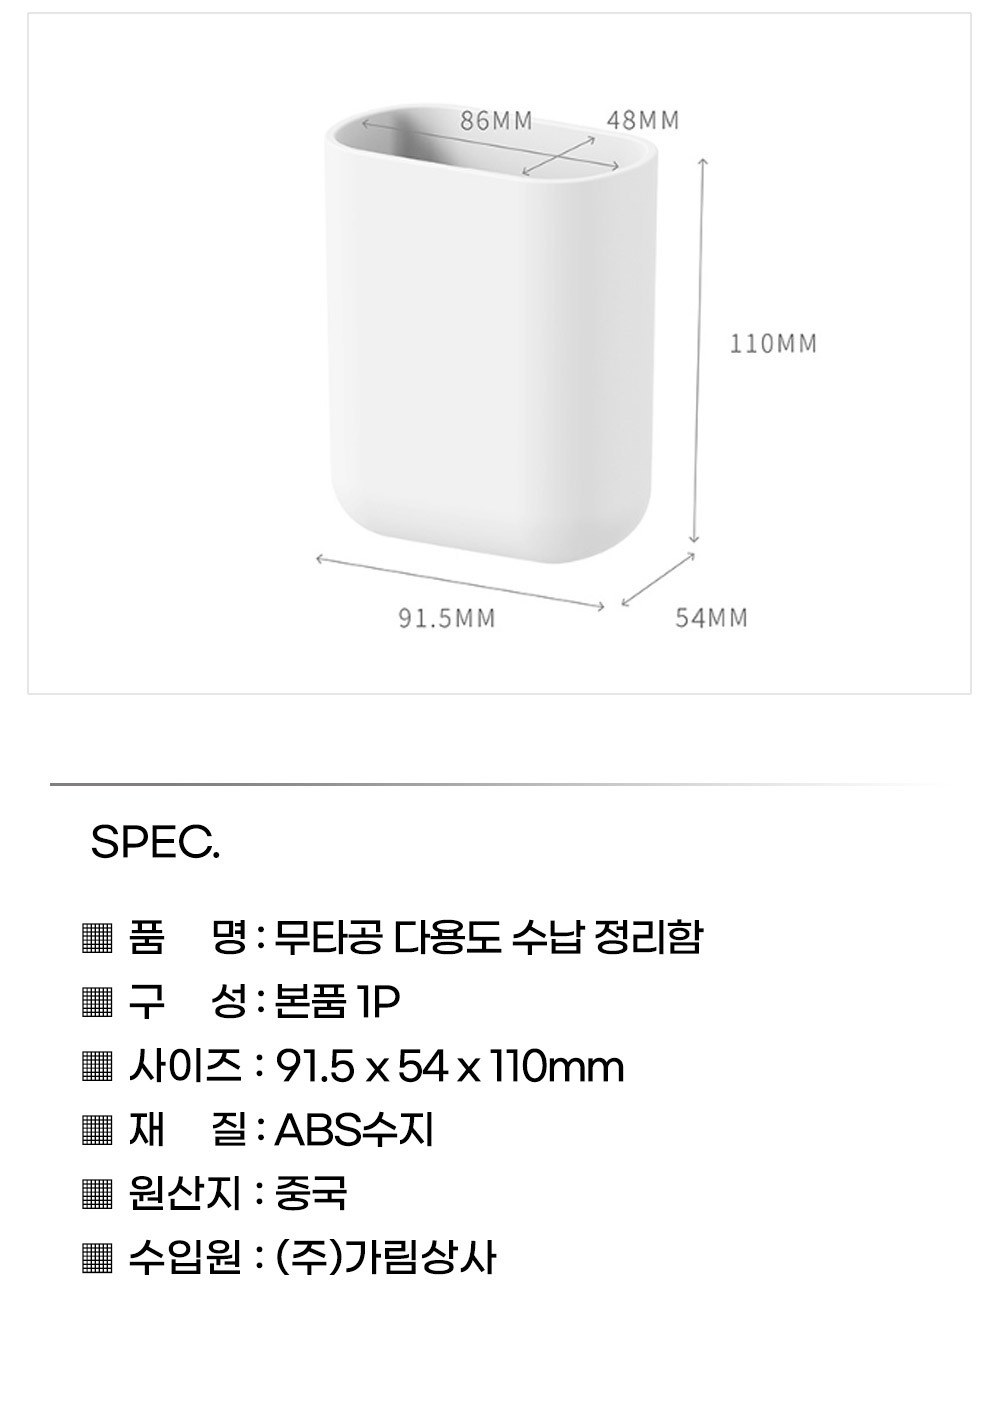 86MM 48MM
110MM
91.5MM 54MM
SPEC.
▦ 품 명 : 무타공 다용도 수납 정리함
▦ 구 성 : 본품 1P
▦ 사이즈 : 91.5 x 54 x 110mm
▦ 재 질 : ABS수지
▦ 원산지 : 중국
▦ 수입원 : (주)가림상사